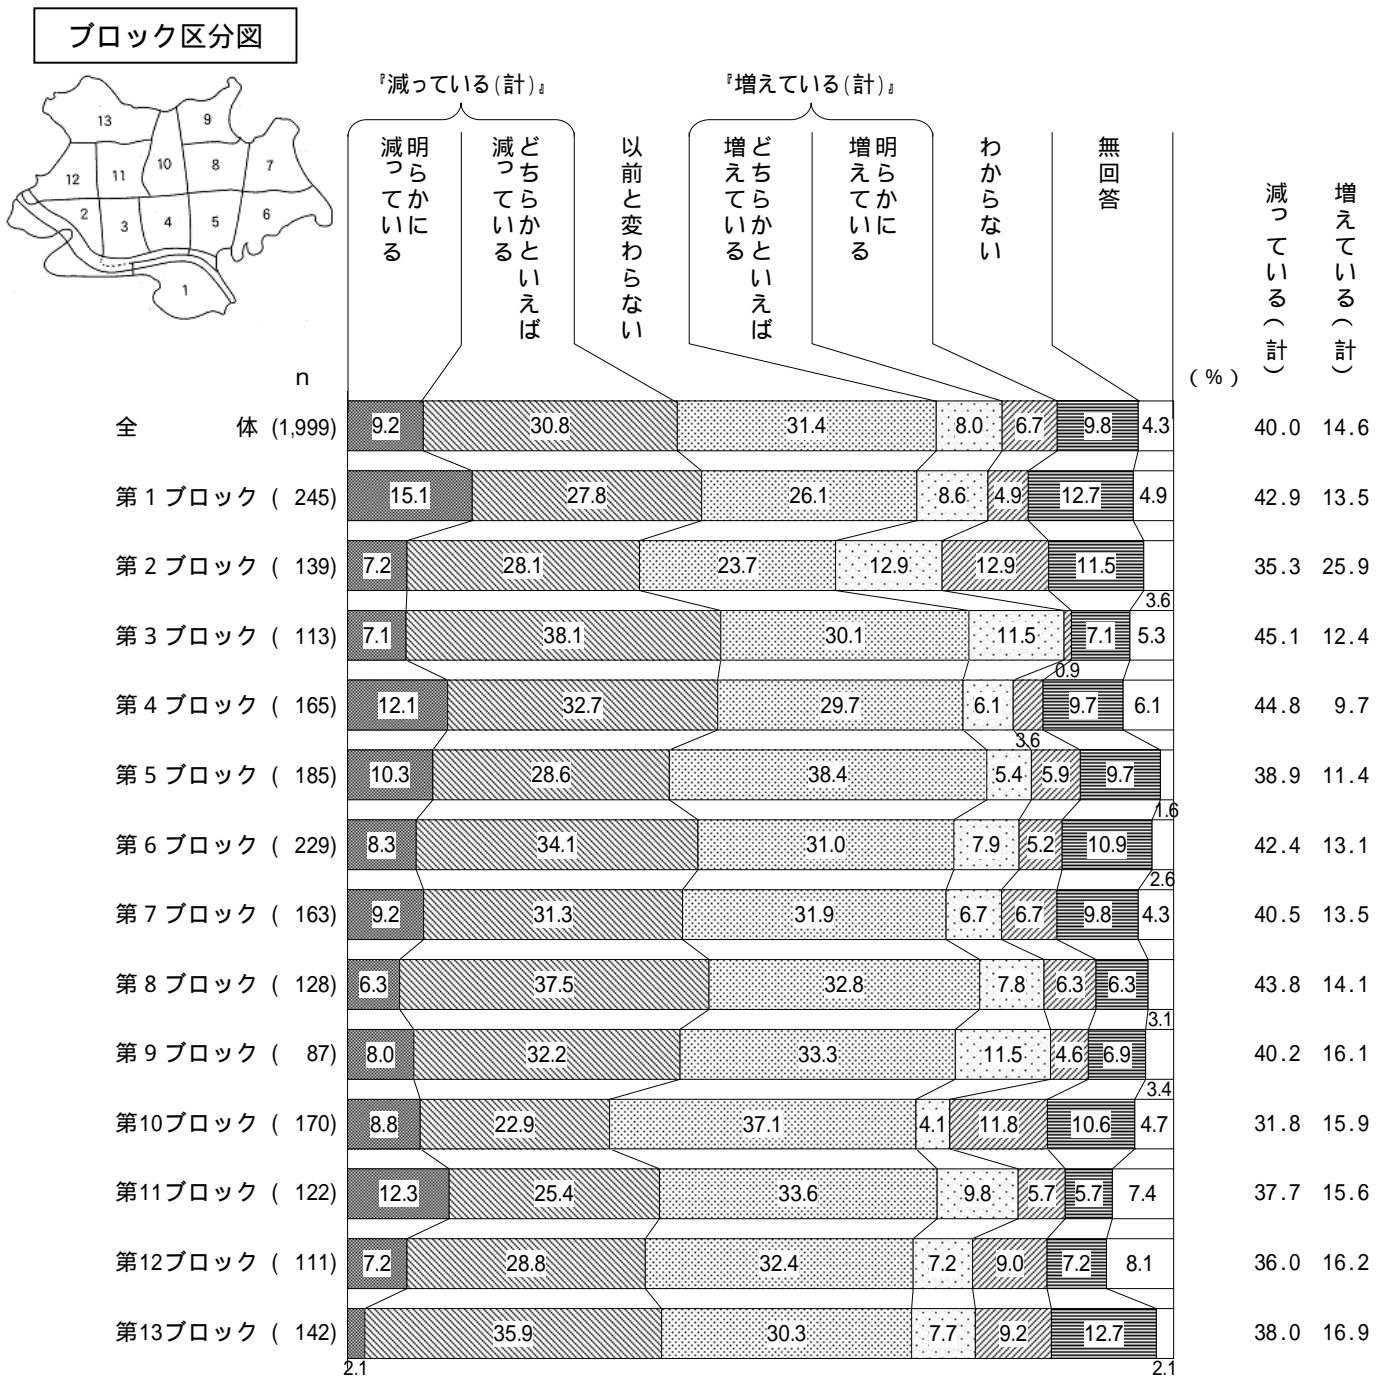 ブロック区分図
13
9
10
8
7
12
11
2
3
4
5
6
1
『減っている(計)』
『増えている(計)』
明らかに減っている
どちらかといえば減っている
以前と変わらない
どちらかといえば増えている
明らかに増えている
わからない
無回答
減っている(計)
増えている(計)
n
(%)
全 体 (1,999) 9.2 30.8 31.4 8.0 6.7 9.8 4.3 40.0 14.6
第1ブロック ( 245) 15.1 27.8 26.1 8.6 4.9 12.7 4.9 42.9 13.5
第2ブロック ( 139) 7.2 28.1 23.7 12.9 12.9 11.5 35.3 25.9
3.6
第3ブロック ( 113) 7.1 38.1 30.1 11.5 7.1 5.3 45.1 12.4
0.9
第4ブロック ( 165) 12.1 32.7 29.7 6.1 9.7 6.1 44.8 9.7
3.6
第5ブロック ( 185) 10.3 28.6 38.4 5.4 5.9 9.7 38.9 11.4
1.6
第6ブロック ( 229) 8.3 34.1 31.0 7.9 5.2 10.9 42.4 13.1
2.6
第7ブロック ( 163) 9.2 31.3 31.9 6.7 6.7 9.8 4.3 40.5 13.5
第8ブロック ( 128) 6.3 37.5 32.8 7.8 6.3 6.3 43.8 14.1
3.1
第9ブロック ( 87) 8.0 32.2 33.3 11.5 4.6 6.9 40.2 16.1
3.4
第10ブロック ( 170) 8.8 22.9 37.1 4.1 11.8 10.6 4.7 31.8 15.9
第11ブロック ( 122) 12.3 25.4 33.6 9.8 5.7 5.7 7.4 37.7 15.6
第12ブロック ( 111) 7.2 28.8 32.4 7.2 9.0 7.2 8.1 36.0 16.2
第13ブロック ( 142) 35.9 30.3 7.7 9.2 12.7 38.0 16.9
2.1 2.1